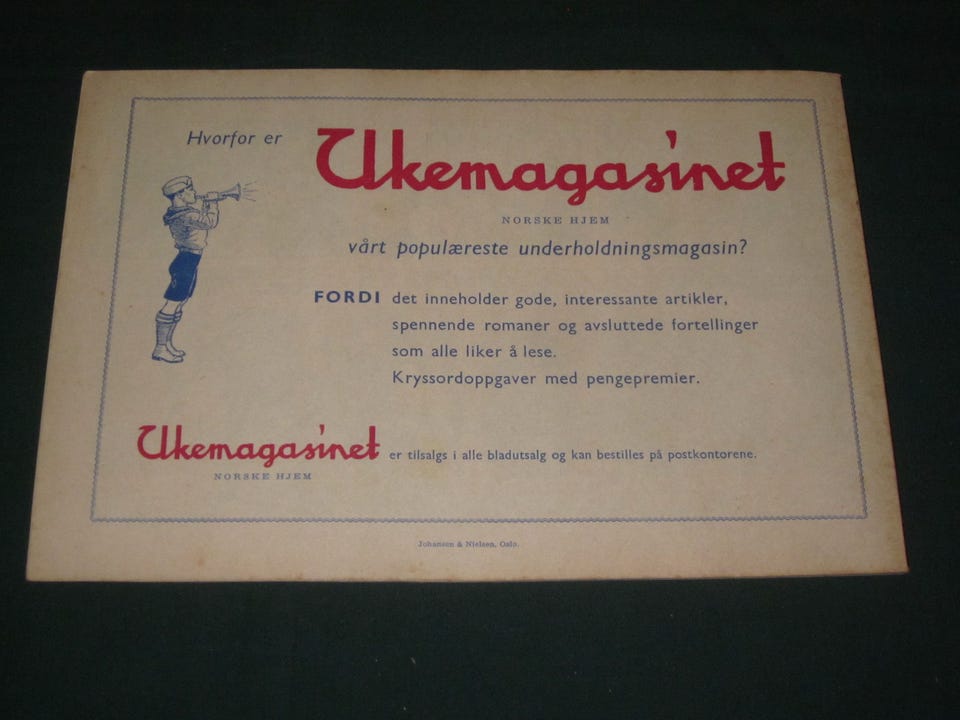 Hvorfor er
Ukemagasinet
NORSKE HJEM
vårt populæreste underholdningsmagasin?
FORDI det inneholder gode, interessante artikler,
spennende romaner og avsluttede fortellinger
som alle liker å lese.
Kryssordoppgaver med pengepremier.
Ukemagasinet er tilsalgs i alle bladutsalg og kan bestilles på postkontorene.
NORSKE HJEM
Johansen & Nielsen, Oslo.